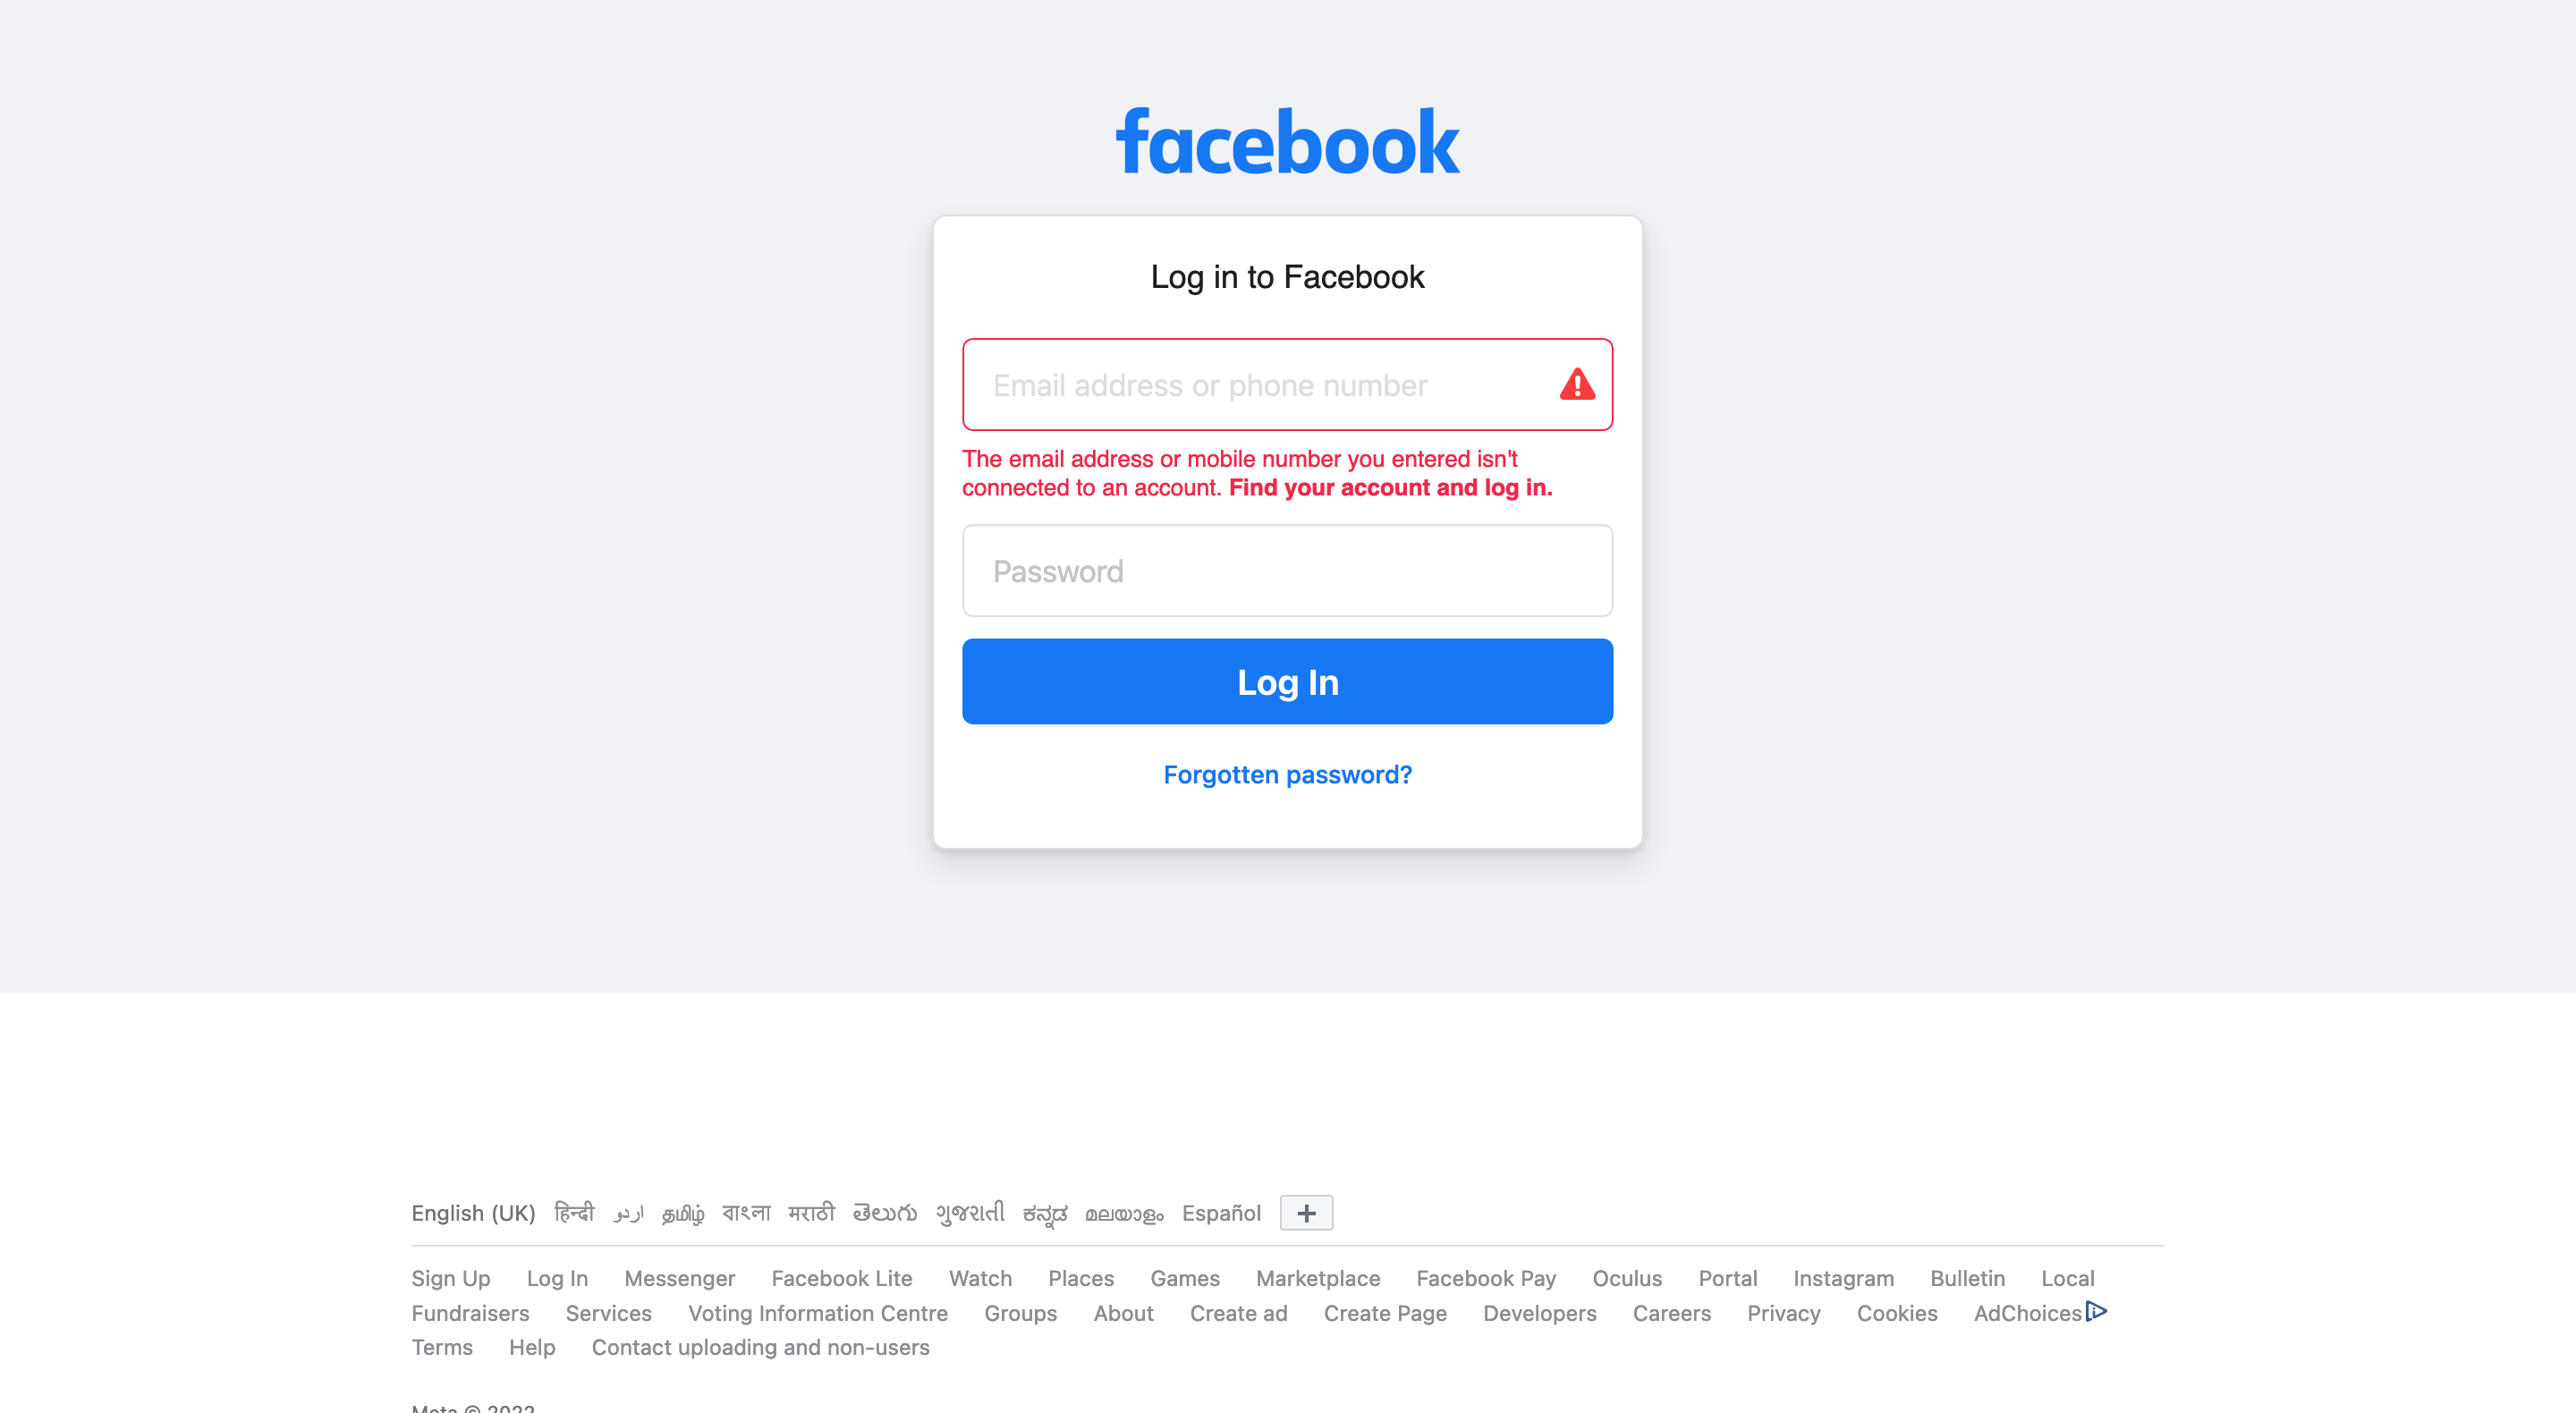 facebook
Log in to Facebook
Email address or phone number
The email address or mobile number you entered isn't
connected to an account. Find your account and log in.
Password
Log In
Forgotten password?
English (UK) हिन्दी اردو தமிழ் বাংলা मराठी తెలుగు ગુજરાતી ಕನ್ನಡ മലയാളം Español
Sign Up Log In Messenger Facebook Lite Watch Places Games Marketplace Facebook Pay Oculus Portal Instagram Bulletin Local
Fundraisers Services Voting Information Centre Groups About Create ad Create Page Developers Careers Privacy Cookies AdChoices
Terms Help Contact uploading and non-users
Meta © 2022